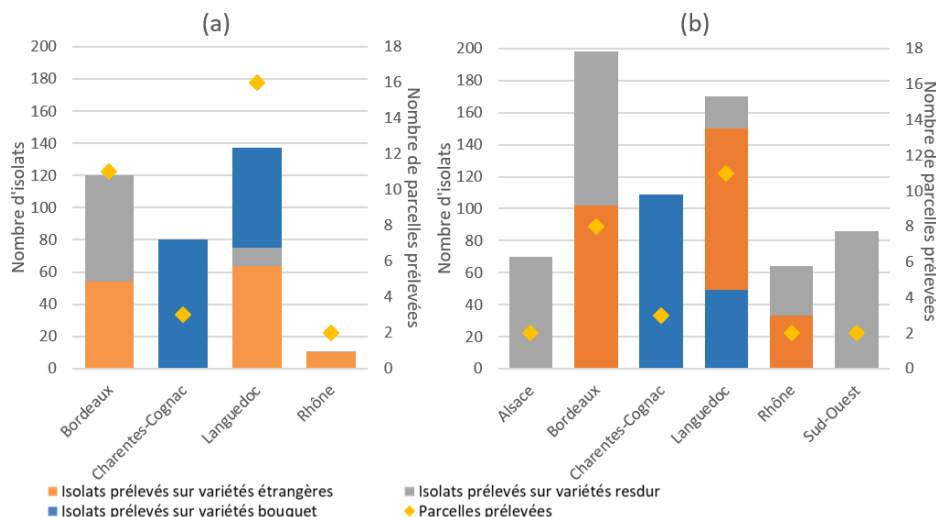 (a)
(b)
200
180
160
140
120
100
80
60
40
20
0
Nombre d'isolats
18
16
14
12
10
8
6
4
2
0
Nombre de parcelles
prélevées
Bordeaux
Charentes-Cognac
Languedoc
Rhône
200
180
160
140
120
100
80
60
40
20
0
Nombre d'isolats
18
16
14
12
10
8
6
4
2
0
Nombre de parcelles
prélevées
Alsace
Bordeaux
Charentes-Cognac
Languedoc
Rhône
Sud-Ouest
Isolats prélevés sur variétés étrangères
Isolats prélevés sur variétés resdur
Isolats prélevés sur variétés bouquet
Parcelles prélevées